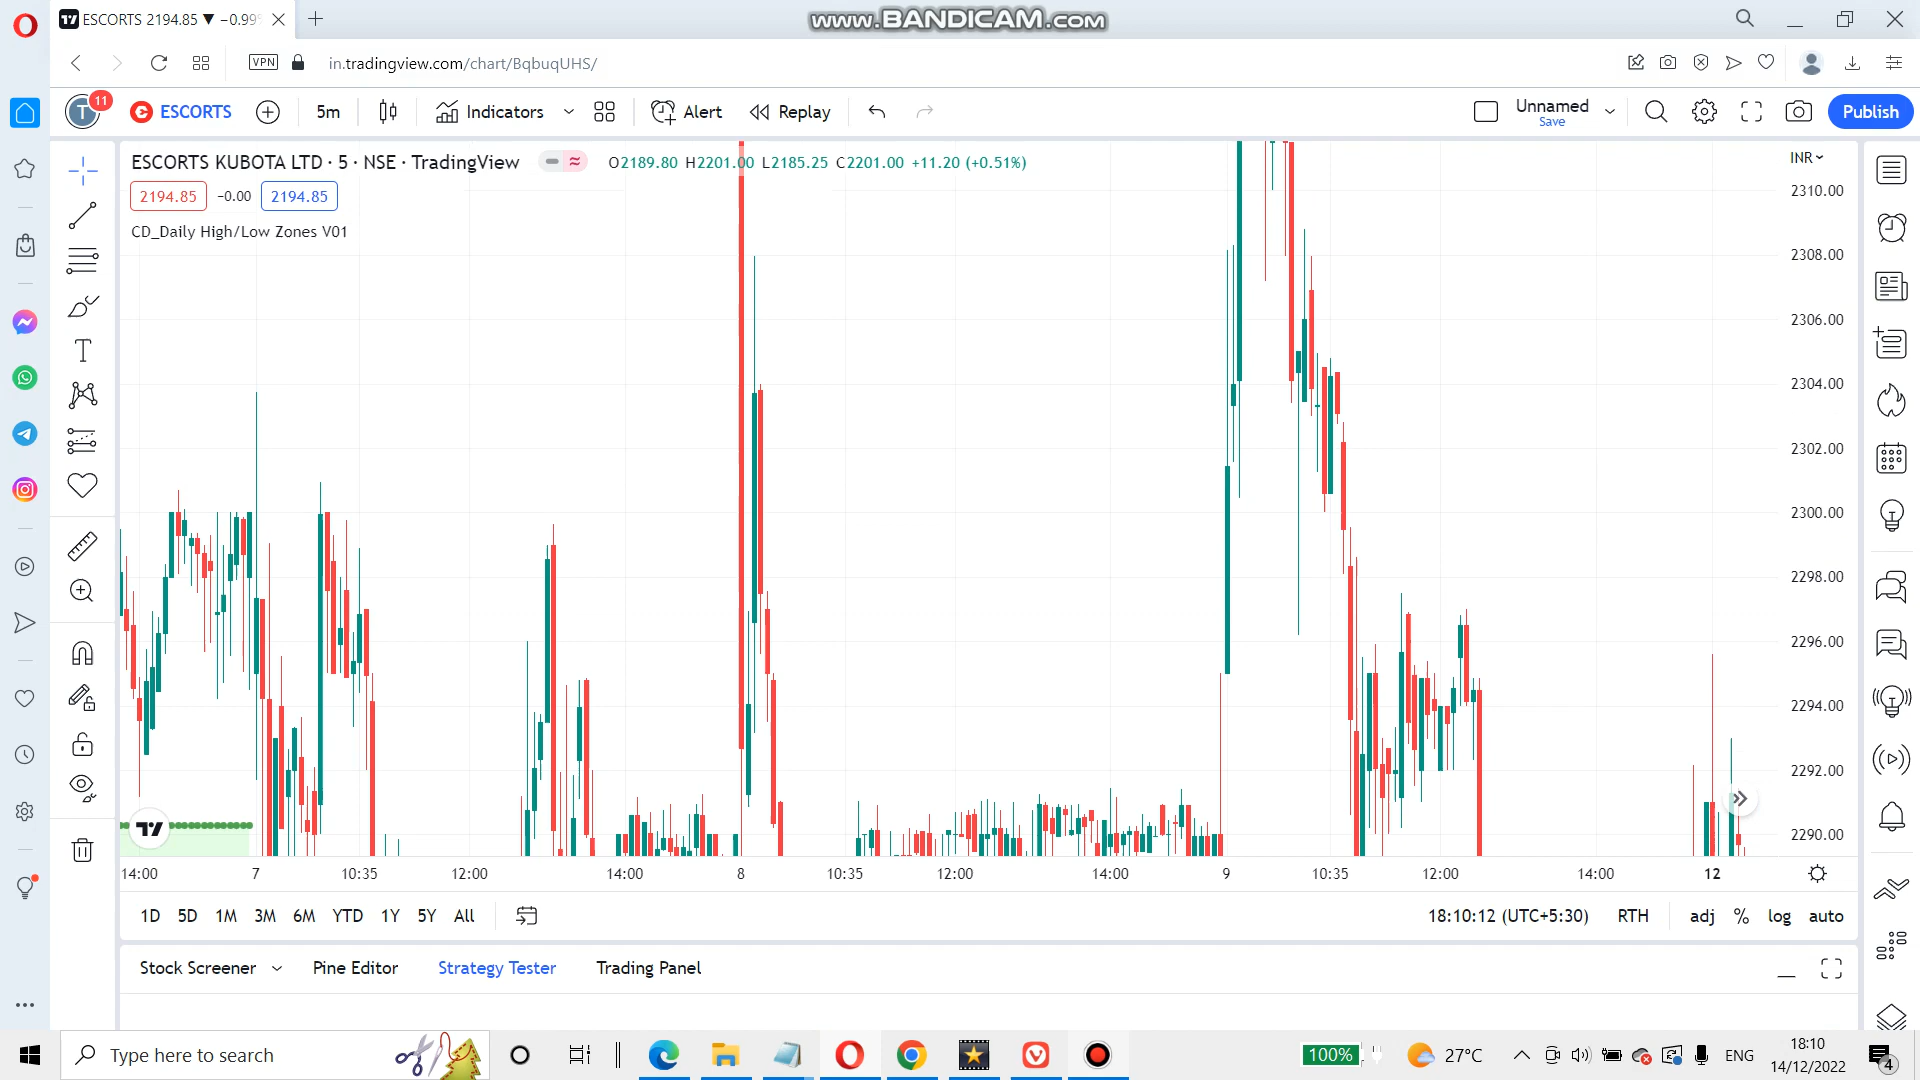 ESCORTS 2194.85 ▼ −0.99%
www.BANDICAM.com
VPN
in.tradingview.com/chart/BqbuqUHS/
T
11
ESCORTS
5m
Indicators
Alert
Replay
Unnamed
Save
Publish
ESCORTS KUBOTA LTD · 5 · NSE · TradingView
O2189.80 H2201.00 L2185.25 C2201.00 +11.20 (+0.51%)
INR
2194.85
−0.00
2194.85
CD_Daily High/Low Zones V01
2310.00
2308.00
2306.00
2304.00
2302.00
2300.00
2298.00
2296.00
2294.00
2292.00
2290.00
14:00 7 10:35 12:00 14:00 8 10:35 12:00 14:00 9 10:35 12:00 14:00 12
1D 5D 1M 3M 6M YTD 1Y 5Y All
18:10:12 (UTC+5:30) RTH adj % log auto
Stock Screener Pine Editor Strategy Tester Trading Panel
Type here to search
100%
27°C
ENG
18:10
14/12/2022
4